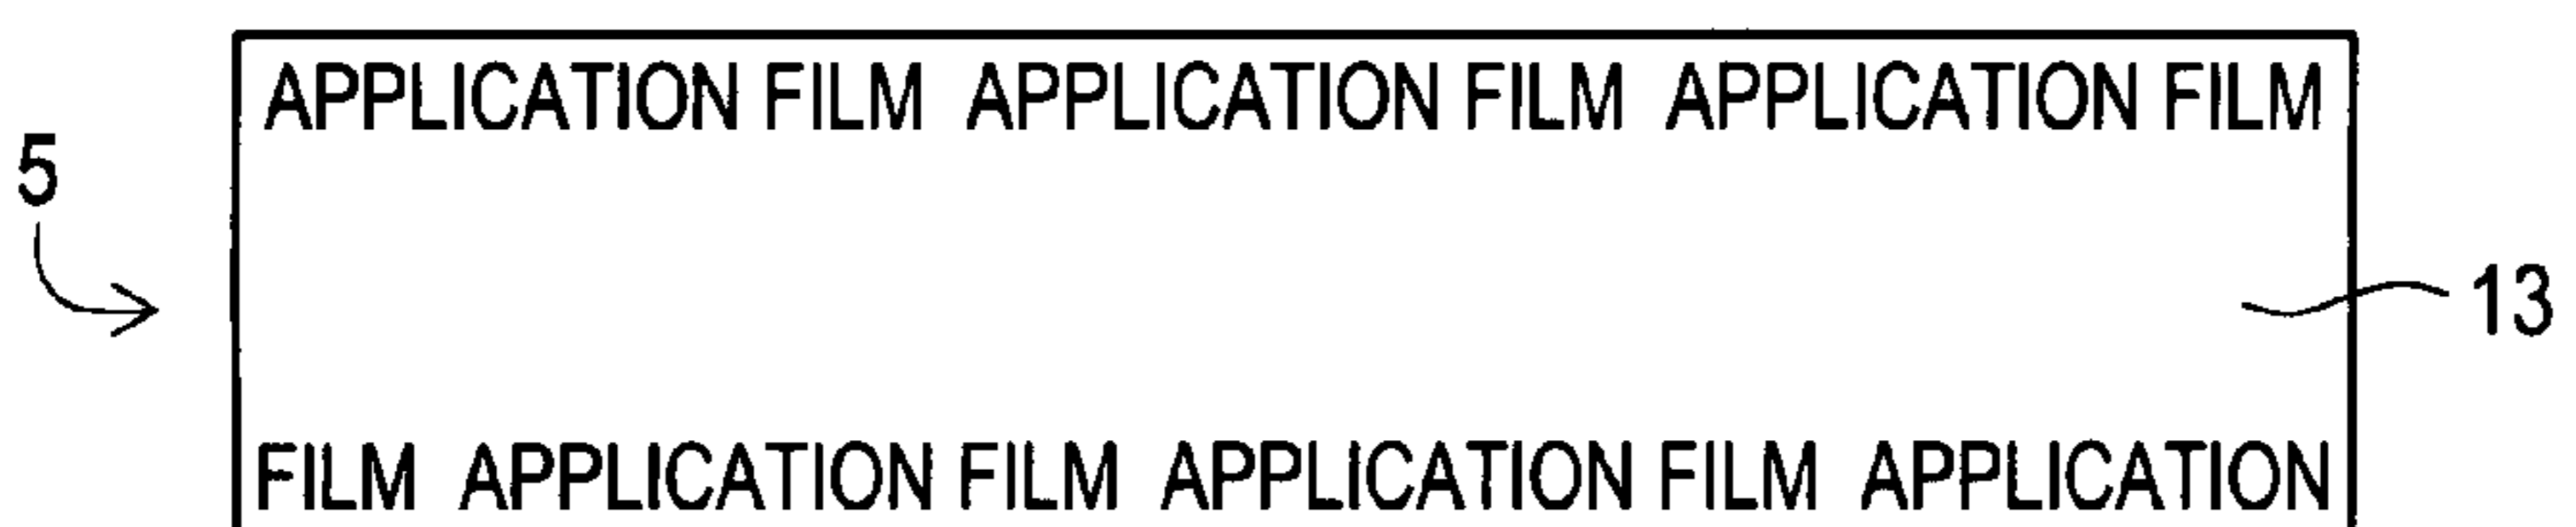 APPLICATION FILM APPLICATION FILM APPLICATION FILM
5
13
FILM APPLICATION FILM APPLICATION FILM APPLICATION